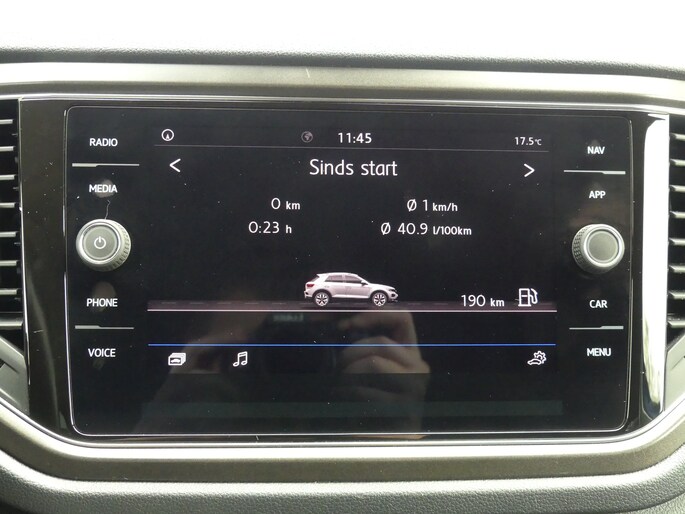 RADIO
MEDIA
PHONE
VOICE
11:45
17.5°C
Sinds start
0 km
Ø 1 km/h
0:23 h
Ø 40.9 l/100km
190 km
NAV
APP
CAR
MENU